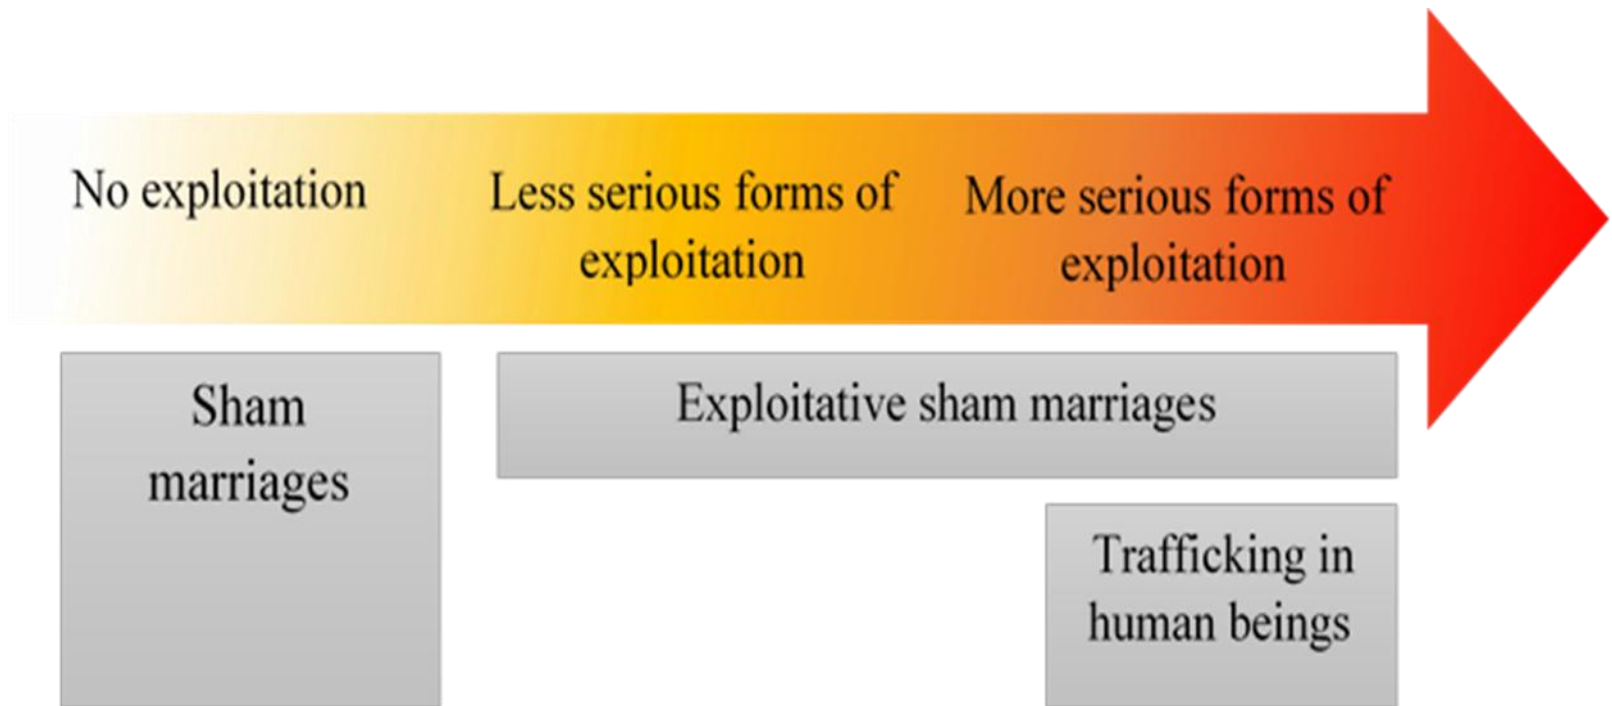 No exploitation
Less serious forms of
exploitation
More serious forms of
exploitation
Sham
marriages
Exploitative sham marriages
Trafficking in
human beings